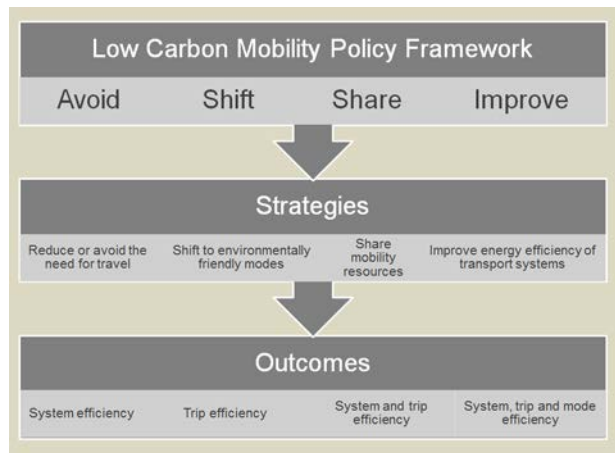 Low Carbon Mobility Policy Framework
Avoid Shift Share Improve
Strategies
Reduce or avoid the need for travel
Shift to environmentally friendly modes
Share mobility resources
Improve energy efficiency of transport systems
Outcomes
System efficiency
Trip efficiency
System and trip efficiency
System, trip and mode efficiency